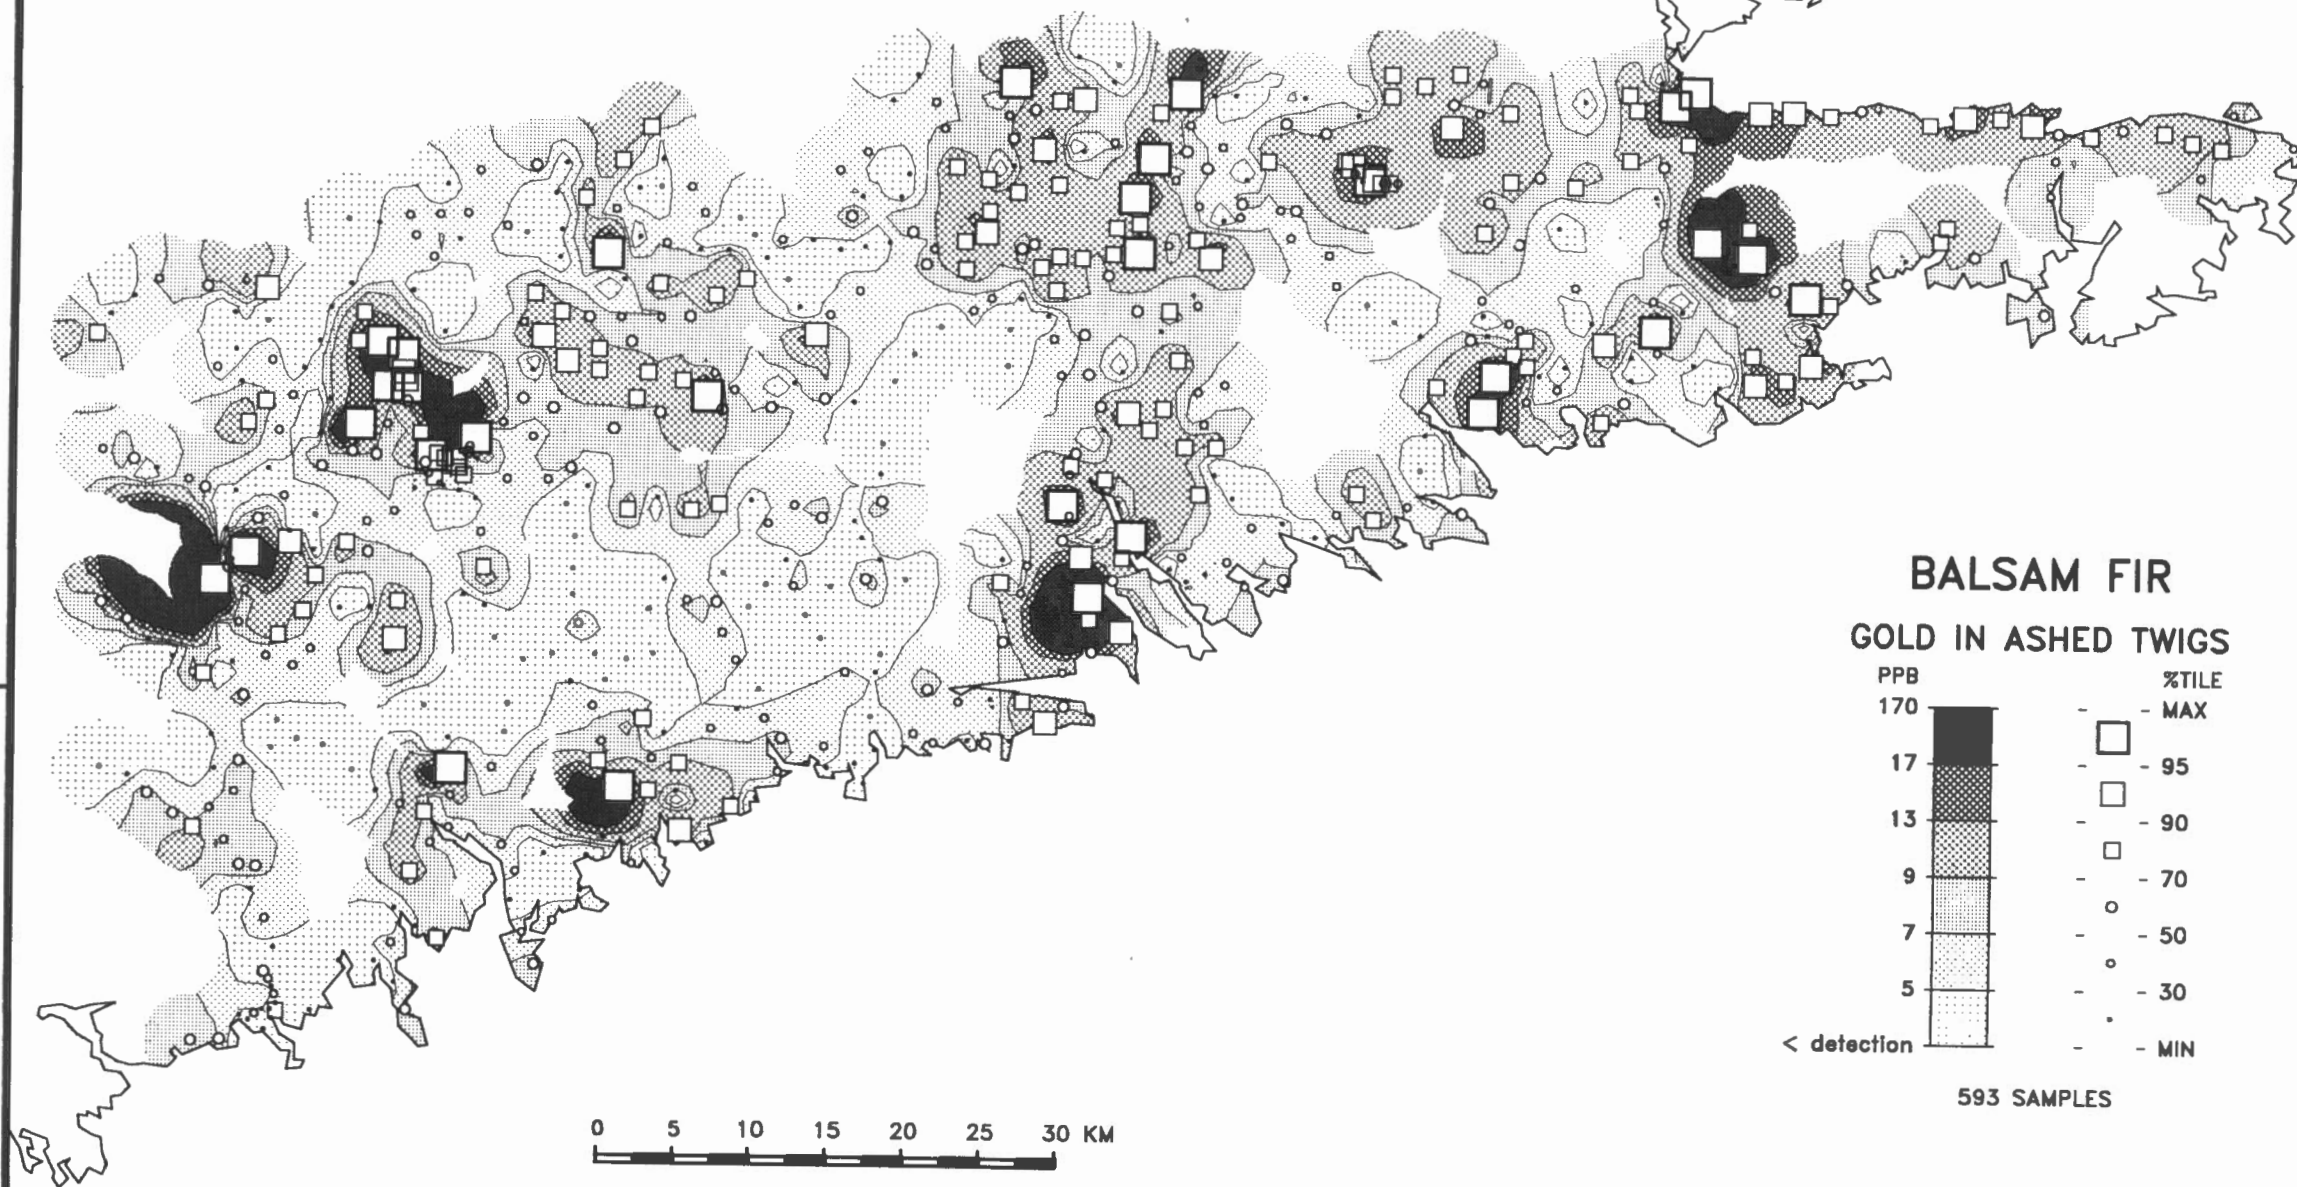 BALSAM FIR
GOLD IN ASHED TWIGS
PPB %TILE
170 - - MAX
17 - - 95
13 - - 90
9 - - 70
7 - - 50
5 - - 30
< detection - - MIN
593 SAMPLES
0 5 10 15 20 25 30 KM